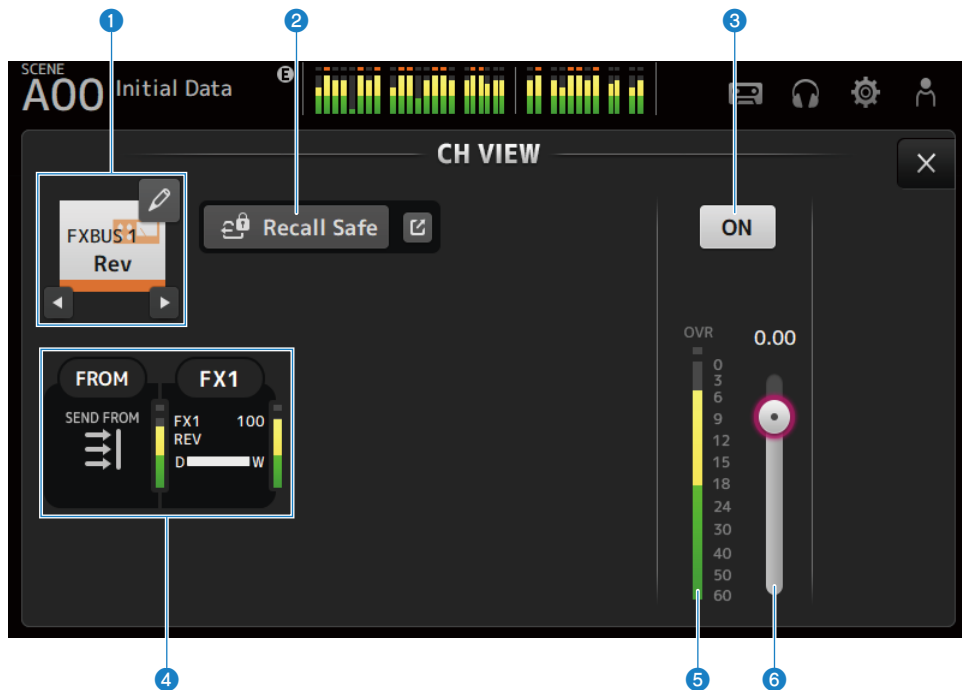 1
2
3
SCENE
A00 Initial Data
E
CH VIEW
FXBUS 1
Rev
Recall Safe
ON
OVR
0.00
0
3
6
9
12
15
18
24
30
40
50
60
FROM
FX1
SEND FROM
FX1 100
REV
D W
4
5
6